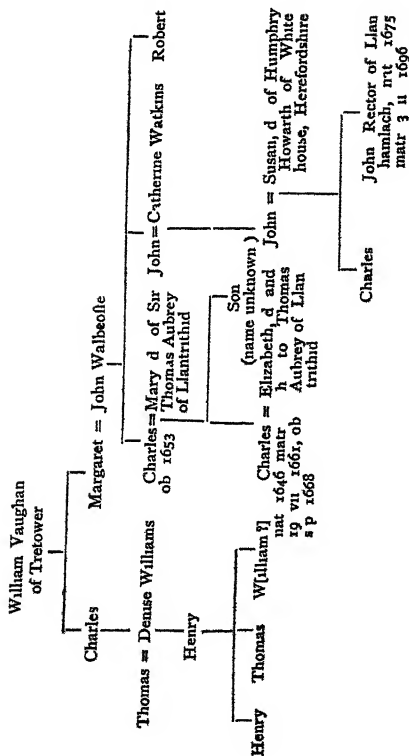 William Vaughan
of Tretower
Charles
Margaret = John Walbeoffe
Thomas = Denise Williams
Charles = Mary d of Sir
Thomas Aubrey
of Llantrithid
ob 1653
John = Catherine Watkins
Robert
Henry
Son
(name unknown)
Charles = Elizabeth, d and
h to Thomas
Aubrey of Llan
trithid
nat 1646 matr
19 vii 1661, ob
s p 1668
John = Susan, d of Humphry
Howarth of White
house, Herefordshire
Henry
Thomas
W[illiam?]
Charles
John Rector of Llan
hamlach, nat 1675
matr 3 ii 1696